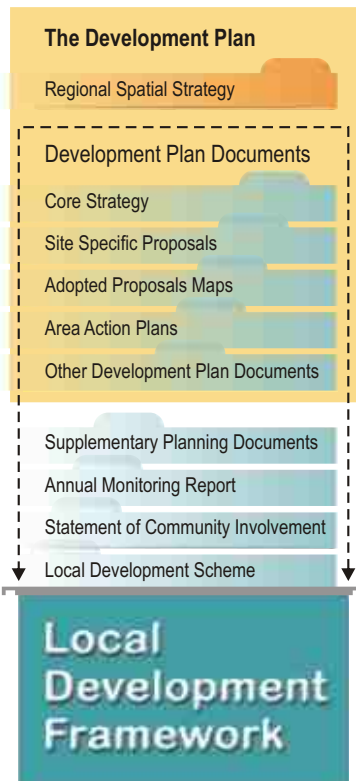 The Development Plan
Regional Spatial Strategy
Development Plan Documents
Core Strategy
Site Specific Proposals
Adopted Proposals Maps
Area Action Plans
Other Development Plan Documents
Supplementary Planning Documents
Annual Monitoring Report
Statement of Community Involvement
Local Development Scheme
Local
Development
Framework